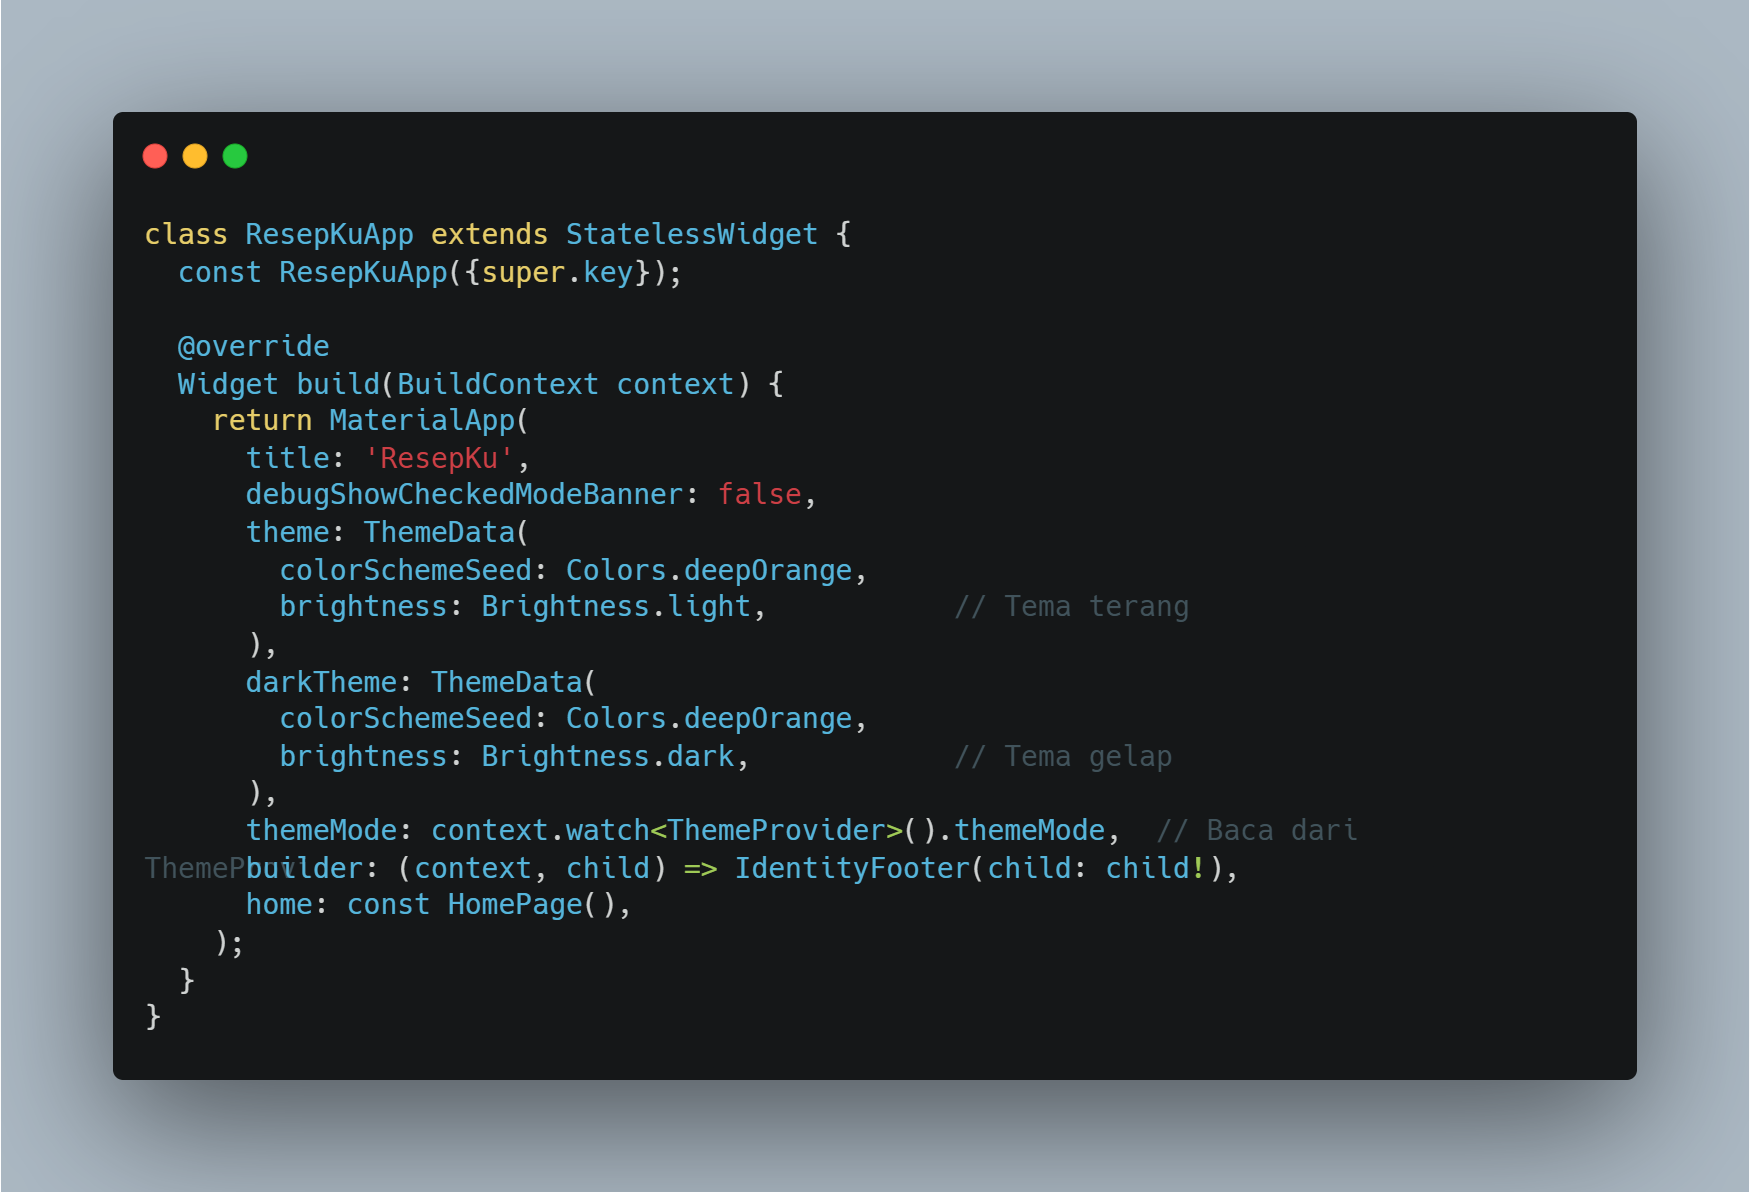 class ResepKuApp extends StatelessWidget {
  const ResepKuApp({super.key});

  @override
  Widget build(BuildContext context) {
    return MaterialApp(
      title: 'ResepKu',
      debugShowCheckedModeBanner: false,
      theme: ThemeData(
        colorSchemeSeed: Colors.deepOrange,
        brightness: Brightness.light,           // Tema terang
      ),
      darkTheme: ThemeData(
        colorSchemeSeed: Colors.deepOrange,
        brightness: Brightness.dark,            // Tema gelap
      ),
      themeMode: context.watch<ThemeProvider>().themeMode,  // Baca dari
      builder: (context, child) => IdentityFooter(child: child!),
      home: const HomePage(),
    );
  }
}